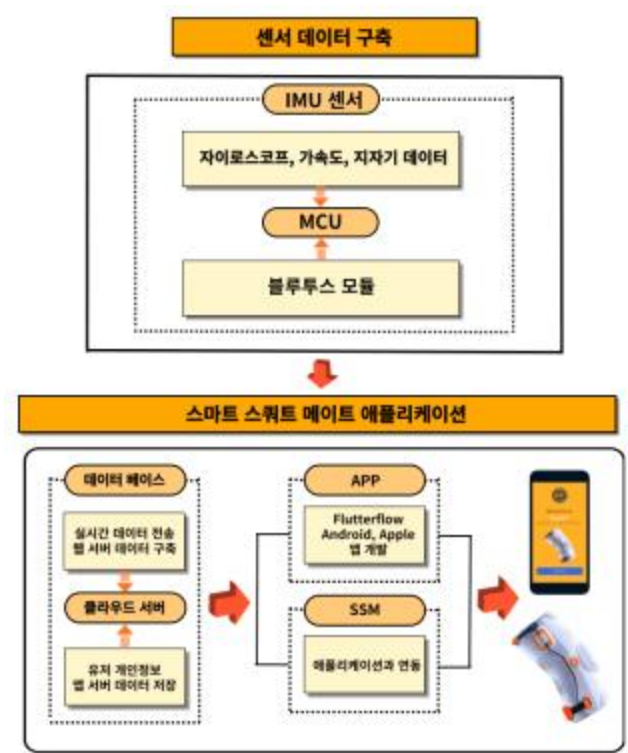 센서 데이터 구축
IMU 센서
자이로스코프, 가속도, 지자기 데이터
MCU
블루투스 모듈
스마트 스쿼트 메이트 애플리케이션
데이터 베이스
실시간 데이터 전송
웹 서버 데이터 구축
클라우드 서버
유저 개인정보
앱 서버 데이터 저장
APP
Flutterflow
Android, Apple
앱 개발
SSM
애플리케이션과 연동